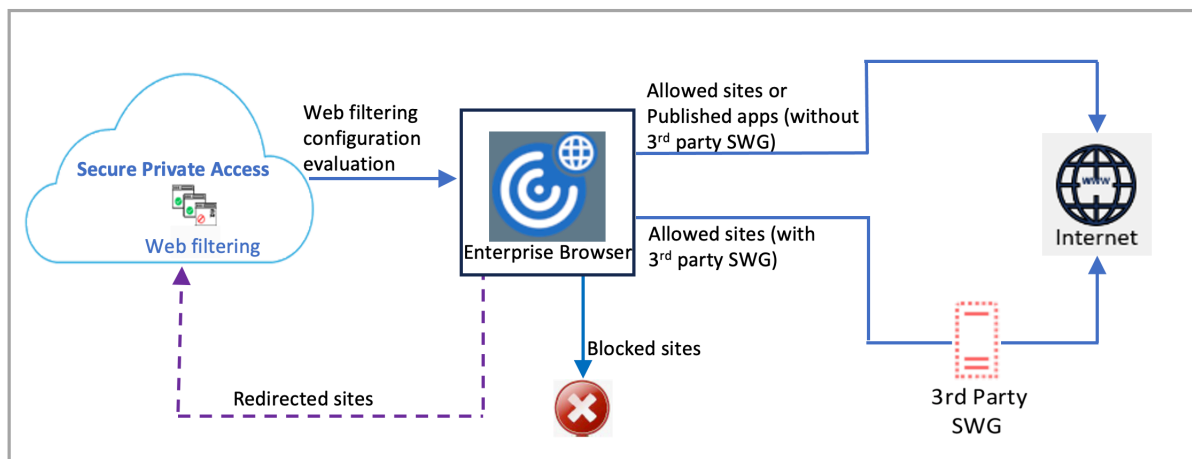 Secure Private Access
Web filtering
Web filtering
configuration
evaluation
Enterprise Browser
Allowed sites or
Published apps (without
3rd party SWG)
Allowed sites (with
3rd party SWG)
www
Internet
Blocked sites
Redirected sites
3rd Party
SWG